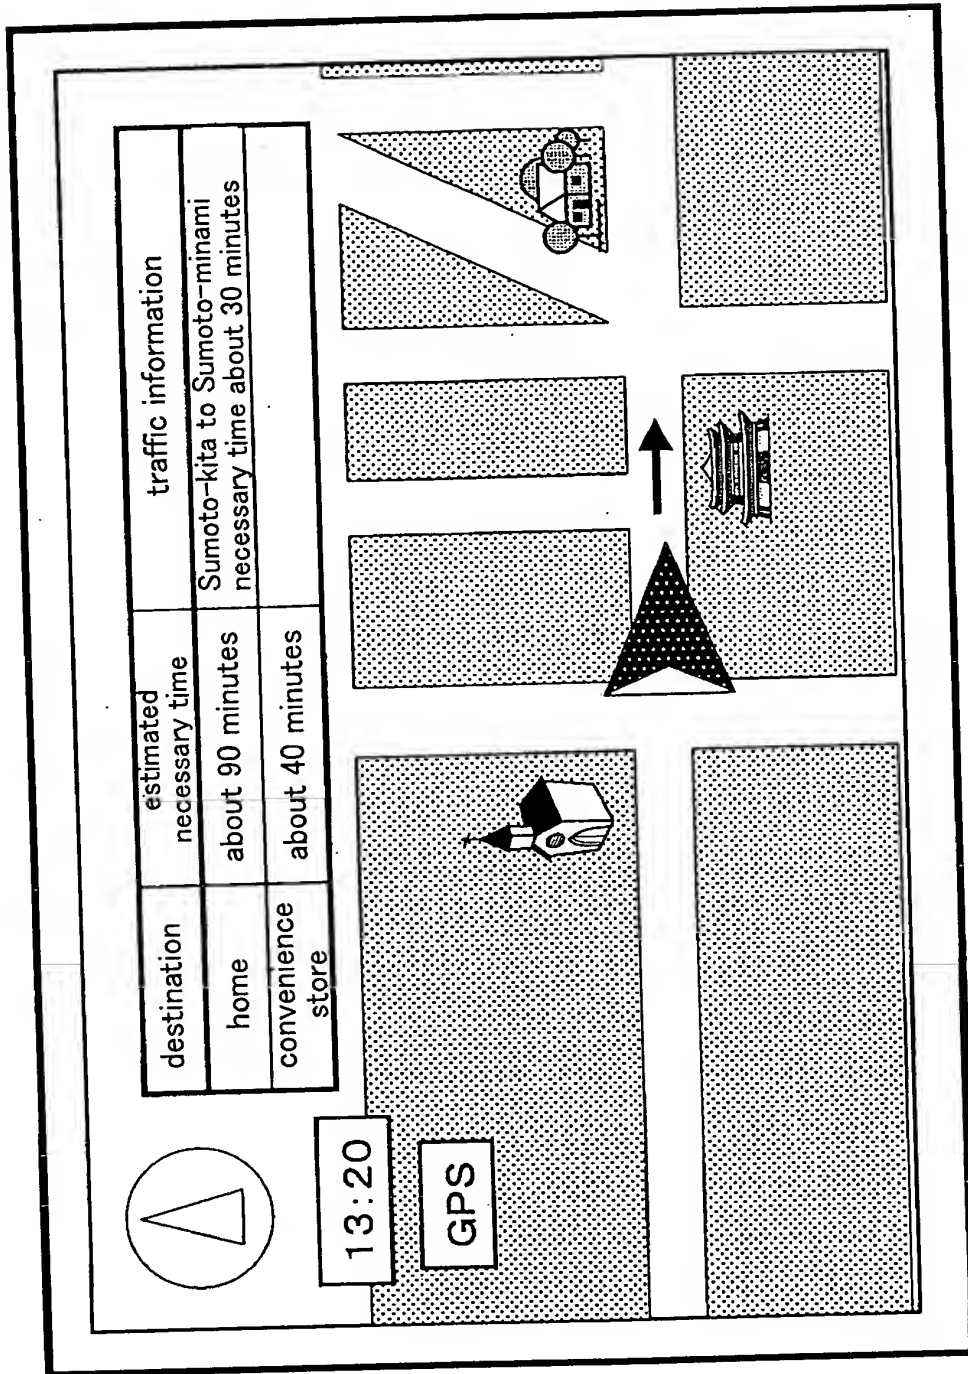 destination
estimated
necessary time
traffic information
home
about 90 minutes
Sumoto-kita to Sumoto-minami
necessary time about 30 minutes
convenience
store
about 40 minutes
13:20
GPS